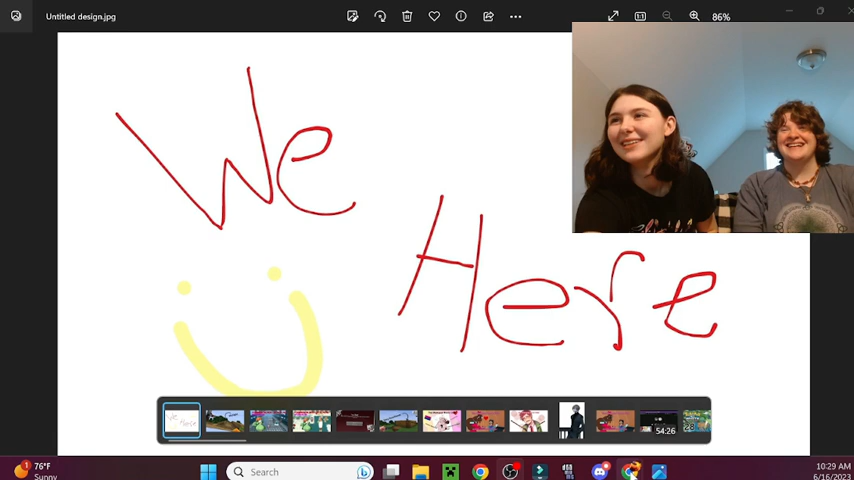 Untitled design.jpg
86%
We
Here
54:26
76°F
Sunny
Search
10:29 AM
6/16/2023